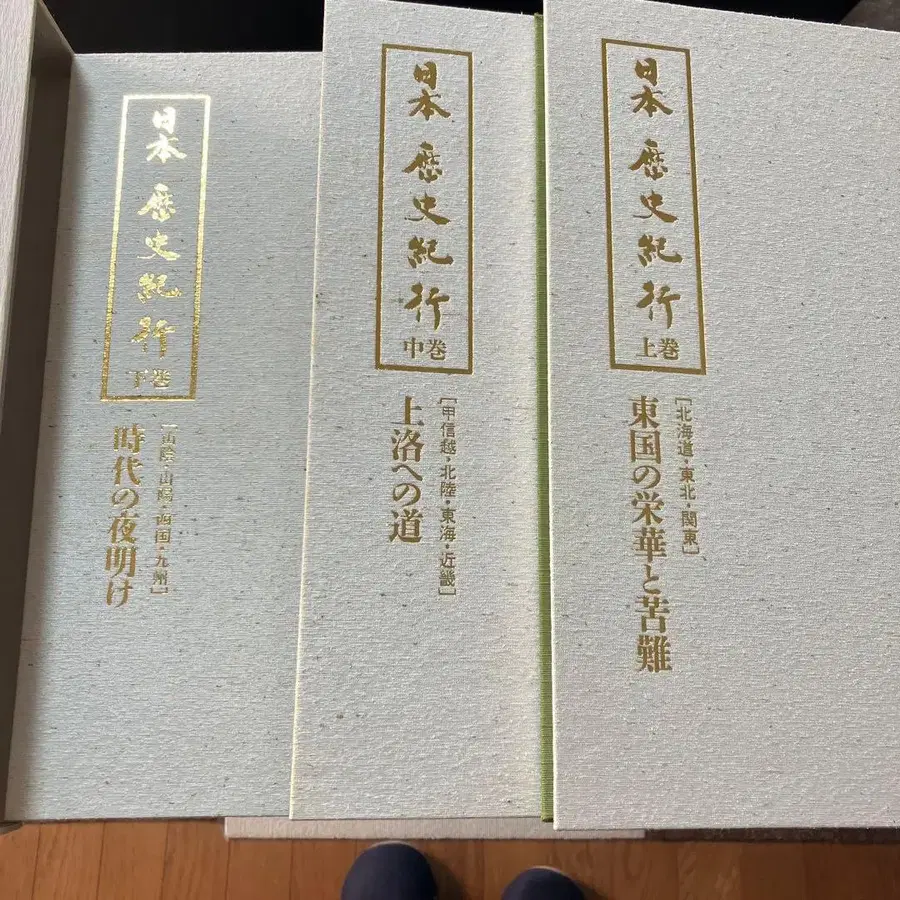 日本歴史紀行
上巻
[北海道・東北・関東]
東国の栄華と苦難
日本歴史紀行
中巻
[甲信越・北陸・東海・近畿]
上洛への道
日本歴史紀行
下巻
[山陰・山陽・四国・九州]
時代の夜明け